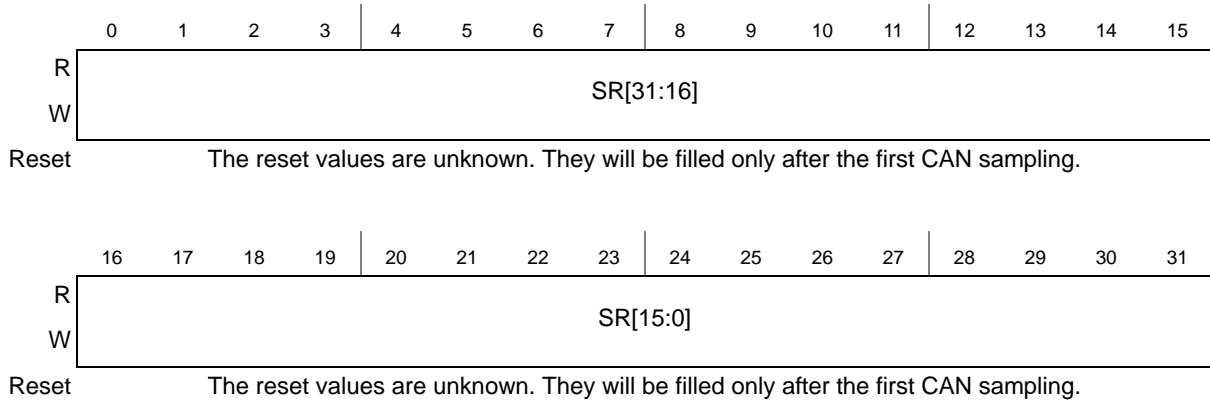 0 1 2 3 4 5 6 7 8 9 10 11 12 13 14 15
R
SR[31:16]
W
Reset The reset values are unknown. They will be filled only after the first CAN sampling.
16 17 18 19 20 21 22 23 24 25 26 27 28 29 30 31
R
SR[15:0]
W
Reset The reset values are unknown. They will be filled only after the first CAN sampling.